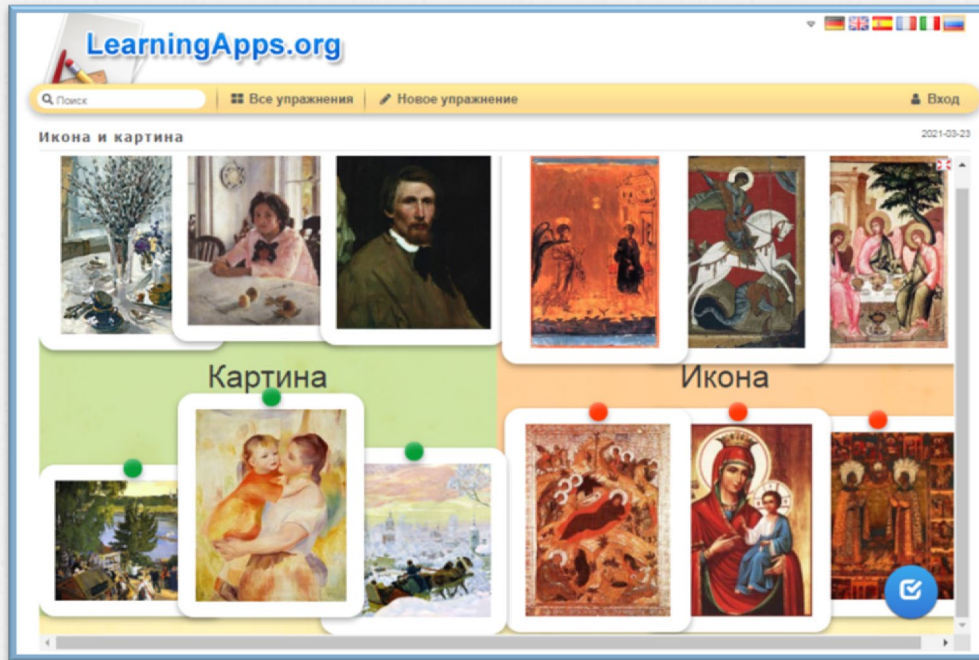 LearningApps.org
Поиск
Все упражнения
Новое упражнение
Вход
Икона и картина
2021-03-23
Картина
Икона